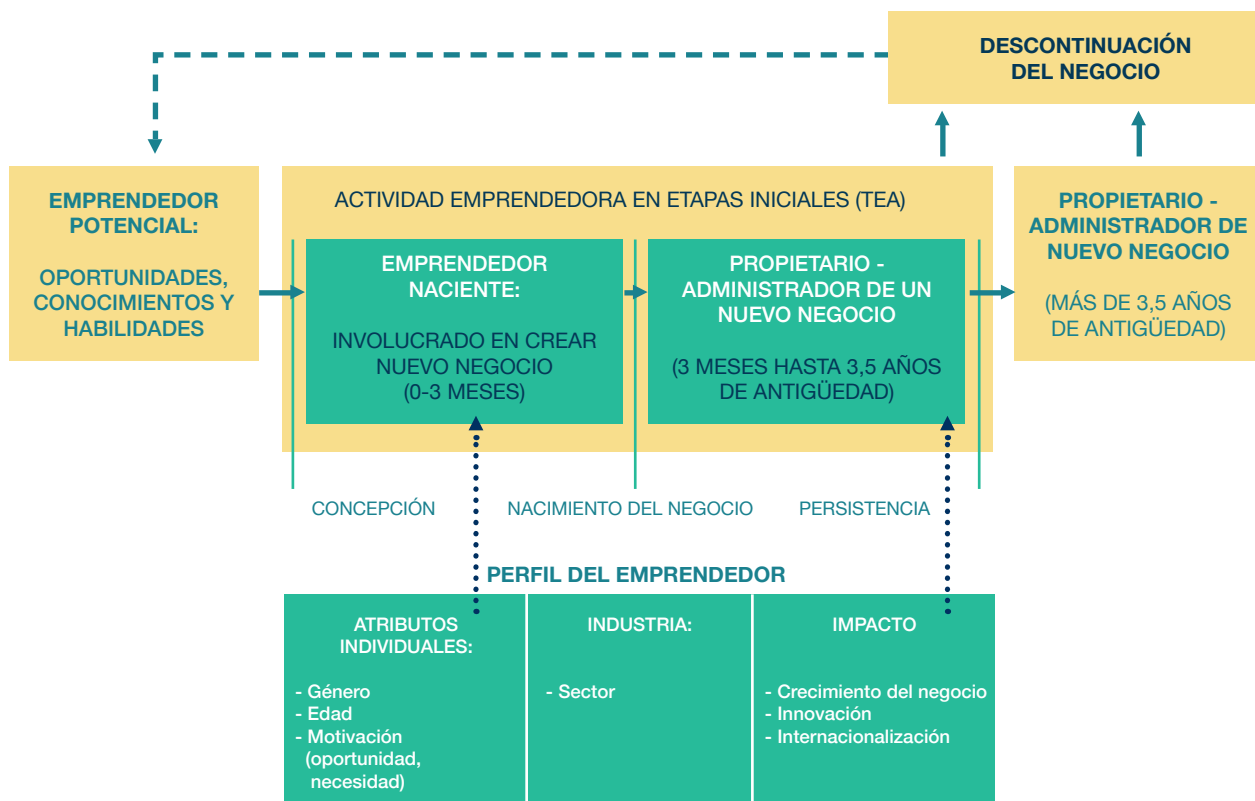 DESCONTINUACIÓN
DEL NEGOCIO
EMPRENDEDOR
POTENCIAL:
OPORTUNIDADES,
CONOCIMIENTOS Y
HABILIDADES
ACTIVIDAD EMPRENDEDORA EN ETAPAS INICIALES (TEA)
EMPRENDEDOR
NACIENTE:
INVOLUCRADO EN CREAR
NUEVO NEGOCIO
(0-3 MESES)
PROPIETARIO -
ADMINISTRADOR DE UN
NUEVO NEGOCIO
(3 MESES HASTA 3,5 AÑOS
DE ANTIGÜEDAD)
PROPIETARIO -
ADMINISTRADOR DE
NUEVO NEGOCIO
(MÁS DE 3,5 AÑOS
DE ANTIGÜEDAD)
CONCEPCIÓN
NACIMIENTO DEL NEGOCIO
PERSISTENCIA
PERFIL DEL EMPRENDEDOR
ATRIBUTOS
INDIVIDUALES:
- Género
- Edad
- Motivación
(oportunidad,
necesidad)
INDUSTRIA:
- Sector
IMPACTO
- Crecimiento del negocio
- Innovación
- Internacionalización